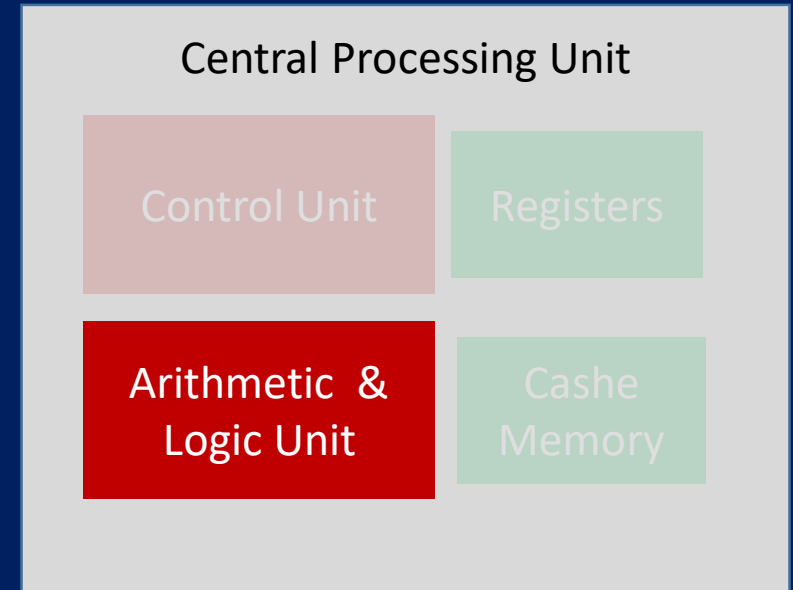 Central Processing Unit
Control Unit
Registers
Arithmetic &
Logic Unit
Cashe
Memory